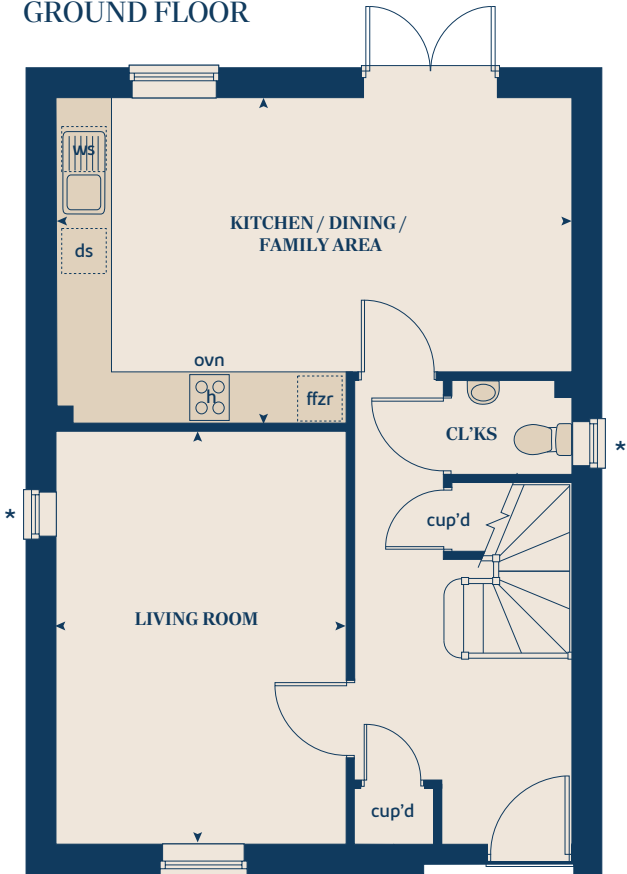 GROUND FLOOR
ws
KITCHEN / DINING /
FAMILY AREA
ds
ovn
h
ffzr
CL'KS
*
*
cup'd
LIVING ROOM
cup'd